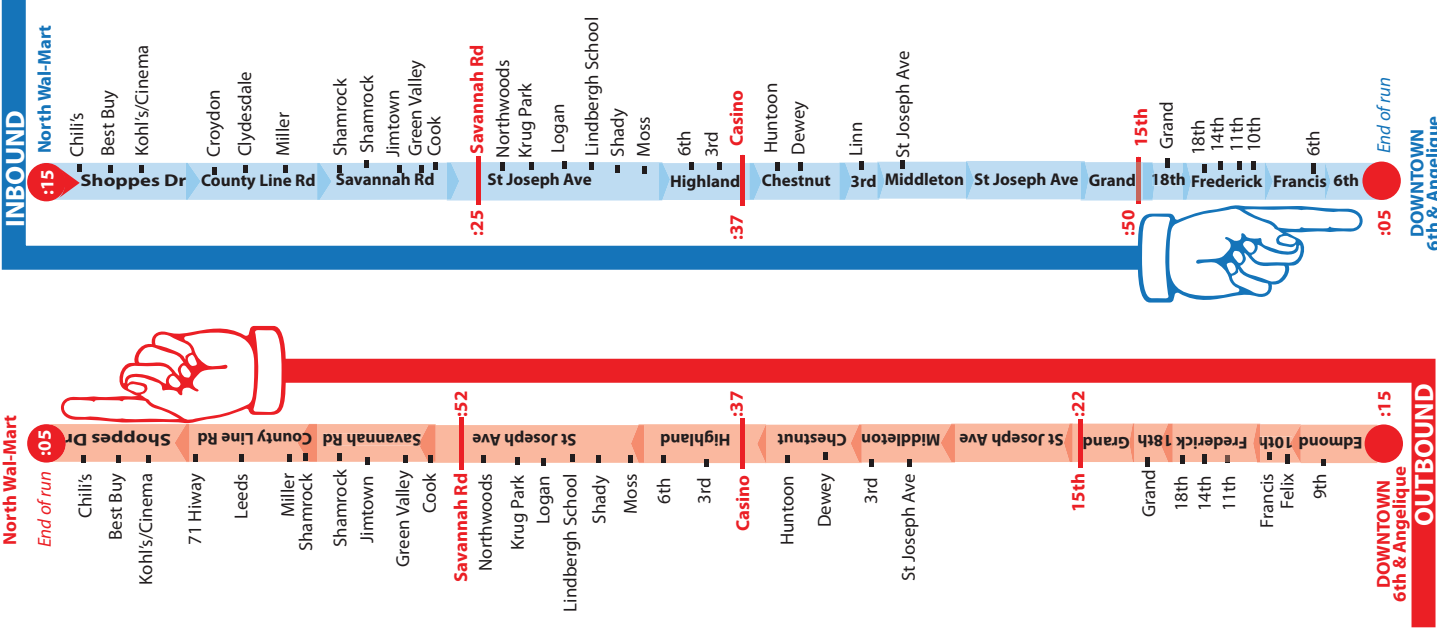 INBOUND
North Wal-Mart
:15
Chili's
Best Buy
Kohl's/Cinema
Croydon
Clydesdale
Miller
Shamrock
Shamrock
Jimtown
Green Valley
Cook
Savannah Rd
Northwoods
Krug Park
Logan
Lindbergh School
Shady
Moss
6th
3rd
Casino
Huntoon
Dewey
Linn
St Joseph Ave
15th
Grand
18th
14th
11th
10th
6th
End of run
Shoppes Dr
County Line Rd
Savannah Rd
St Joseph Ave
Highland
Chestnut
3rd
Middleton
St Joseph Ave
Grand
18th
Frederick
Francis
6th
:25
:37
:50
:05
DOWNTOWN
6th & Angelique
North Wal-Mart
End of run
:05
:52
:37
:22
:15
Shoppes Dr
County Line Rd
Savannah Rd
St Joseph Ave
Highland
Chestnut
Middleton
St Joseph Ave
Grand
18th
Frederick
10th
Edmond
Chili's
Best Buy
Kohl's/Cinema
71 Hiway
Leeds
Miller
Shamrock
Shamrock
Jimtown
Green Valley
Cook
Savannah Rd
Northwoods
Krug Park
Logan
Lindbergh School
Shady
Moss
6th
3rd
Casino
Huntoon
Dewey
3rd
St Joseph Ave
15th
Grand
18th
14th
11th
Francis
Felix
9th
DOWNTOWN
6th & Angelique
OUTBOUND